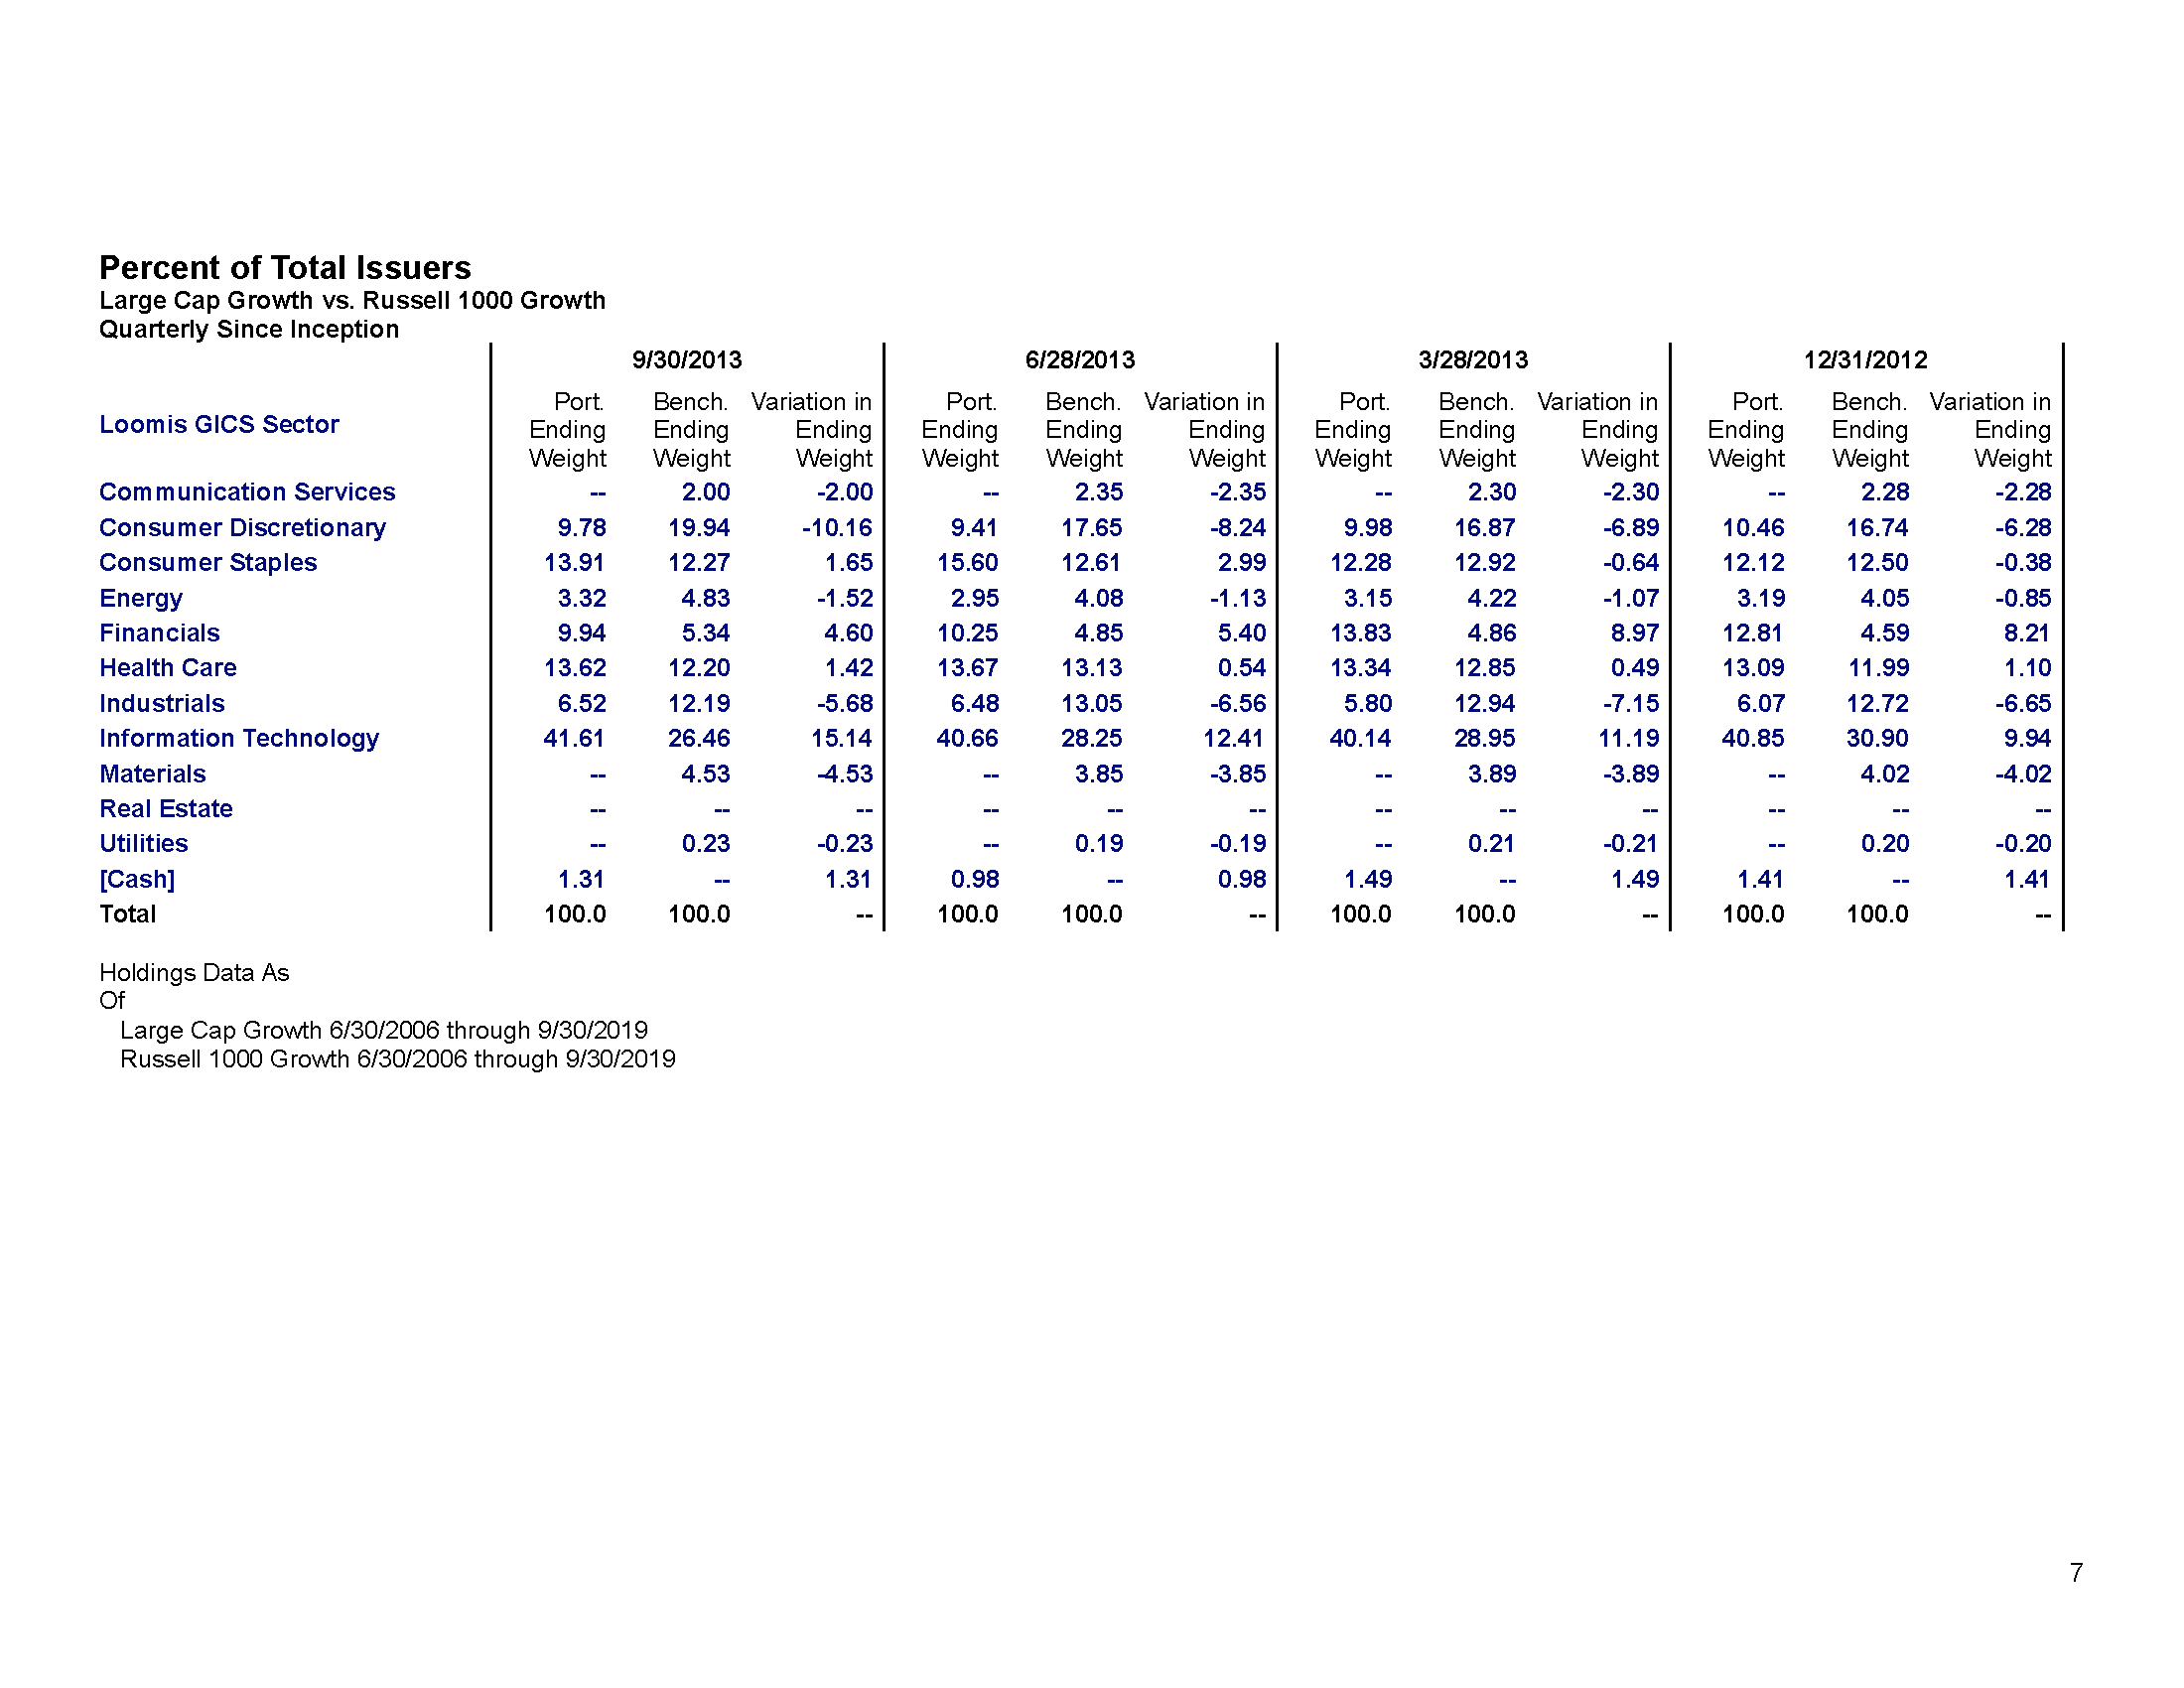 Percent of Total Issuers
Large Cap Growth vs. Russell 1000 Growth
Quarterly Since Inception
9/30/2013 6/28/2013 3/28/2013 12/31/2012
Loomis GICS Sector Port. Ending Weight Bench. Ending Weight Variation in Ending Weight Port. Ending Weight Bench. Ending Weight Variation in Ending Weight Port. Ending Weight Bench. Ending Weight Variation in Ending Weight Port. Ending Weight Bench. Ending Weight Variation in Ending Weight
Communication Services -- 2.00 -2.00 -- 2.35 -2.35 -- 2.30 -2.30 -- 2.28 -2.28
Consumer Discretionary 9.78 19.94 -10.16 9.41 17.65 -8.24 9.98 16.87 -6.89 10.46 16.74 -6.28
Consumer Staples 13.91 12.27 1.65 15.60 12.61 2.99 12.28 12.92 -0.64 12.12 12.50 -0.38
Energy 3.32 4.83 -1.52 2.95 4.08 -1.13 3.15 4.22 -1.07 3.19 4.05 -0.85
Financials 9.94 5.34 4.60 10.25 4.85 5.40 13.83 4.86 8.97 12.81 4.59 8.21
Health Care 13.62 12.20 1.42 13.67 13.13 0.54 13.34 12.85 0.49 13.09 11.99 1.10
Industrials 6.52 12.19 -5.68 6.48 13.05 -6.56 5.80 12.94 -7.15 6.07 12.72 -6.65
Information Technology 41.61 26.46 15.14 40.66 28.25 12.41 40.14 28.95 11.19 40.85 30.90 9.94
Materials -- 4.53 -4.53 -- 3.85 -3.85 -- 3.89 -3.89 -- 4.02 -4.02
Real Estate -- -- -- -- -- -- -- -- -- -- -- --
Utilities -- 0.23 -0.23 -- 0.19 -0.19 -- 0.21 -0.21 -- 0.20 -0.20
[Cash] 1.31 -- 1.31 0.98 -- 0.98 1.49 -- 1.49 1.41 -- 1.41
Total 100.0 100.0 -- 100.0 100.0 -- 100.0 100.0 -- 100.0 100.0 --
Holdings Data As
Of
Large Cap Growth 6/30/2006 through 9/30/2019
Russell 1000 Growth 6/30/2006 through 9/30/2019
7